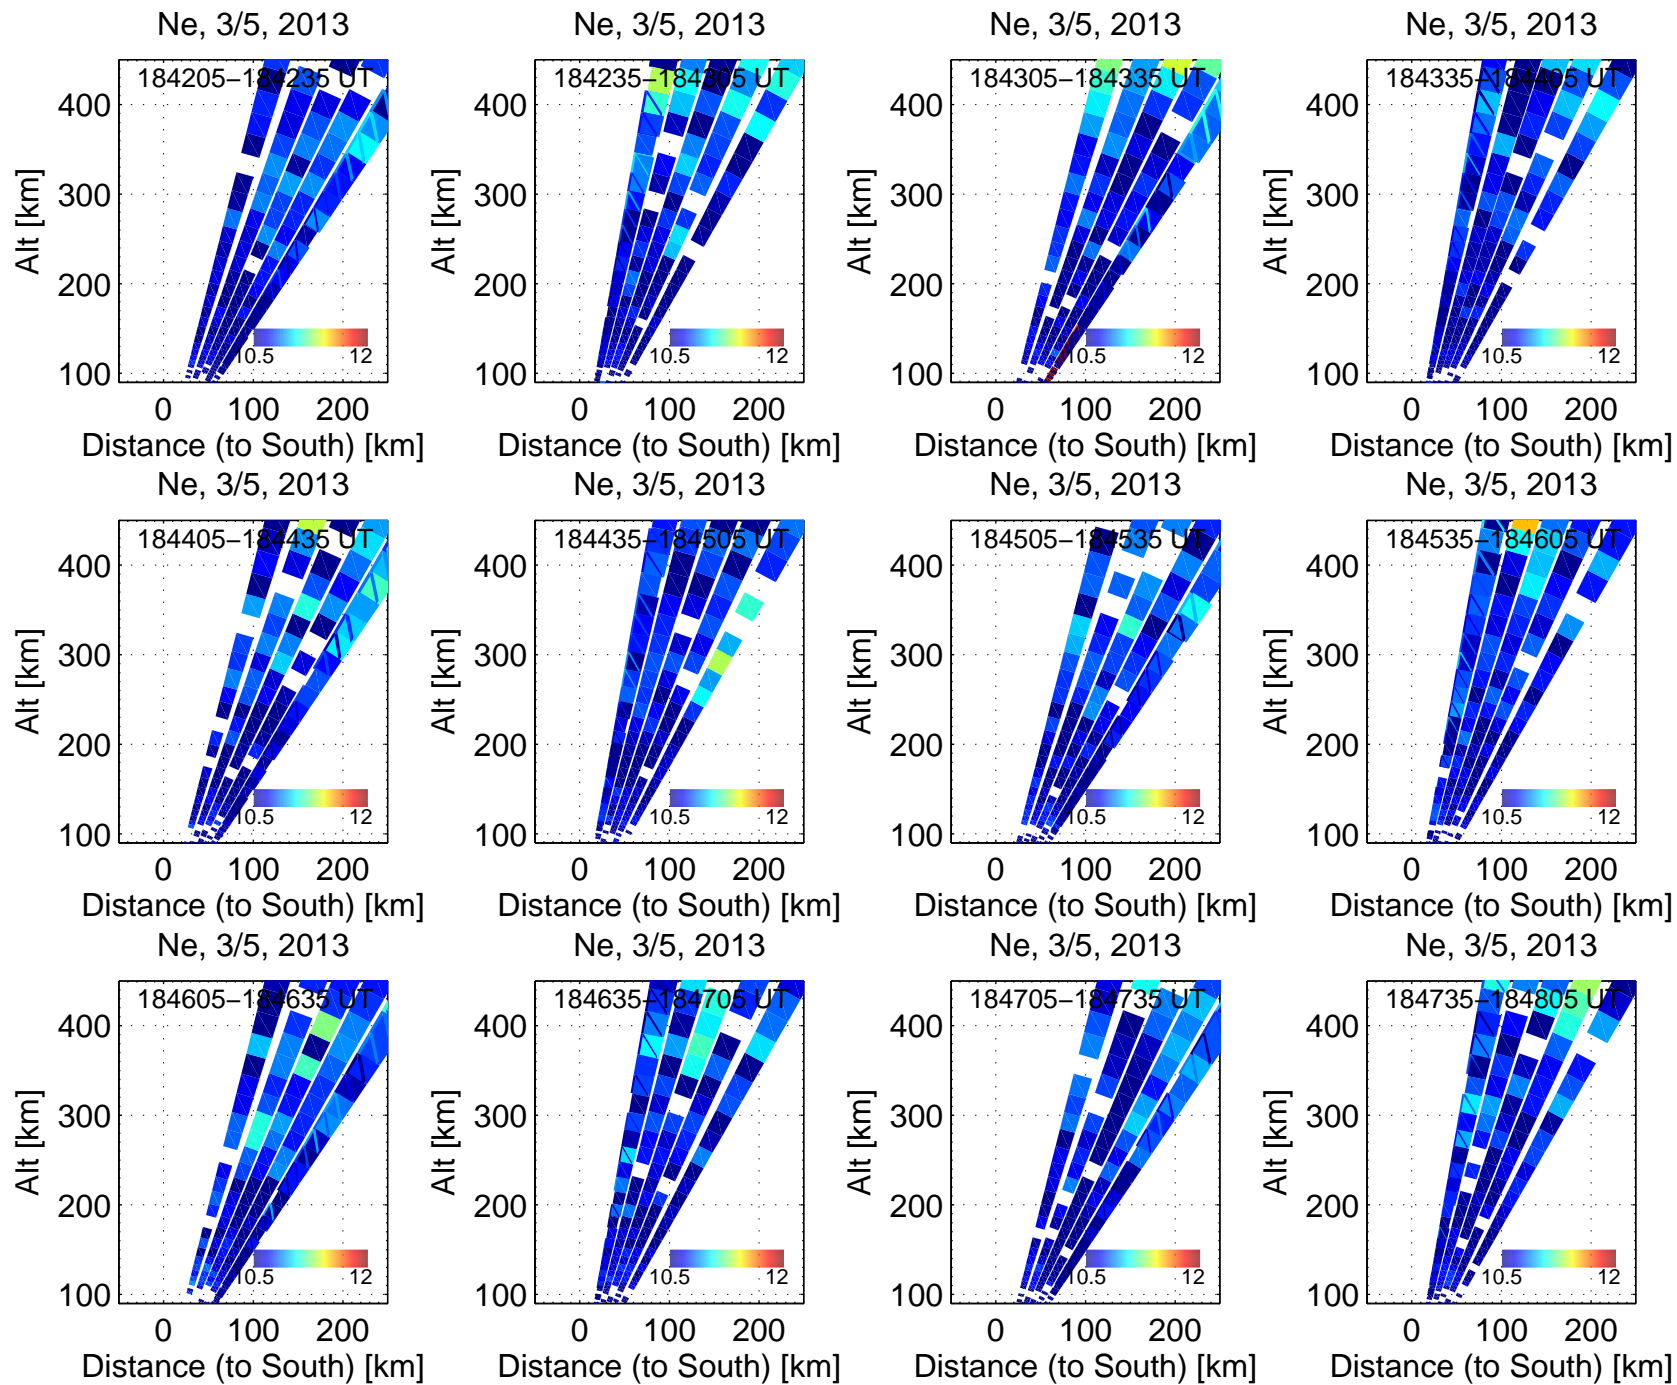 Ne, 3/5, 2013 Ne, 3/5, 2013 Ne, 3/5, 2013 Ne, 3/5, 2013
184205−184235 UT 184235−184305 UT 184305−184335 UT 184335−184405 UT
400 400 400 400
300 300 300 300
Alt [km] Alt [km] Alt [km] Alt [km]
200 200 200 200
10.5 12 10.5 12 10.5 12 10.5 12
100 100 100 100
0 100 200 0 100 200 0 100 200 0 100 200
Distance (to South) [km] Distance (to South) [km] Distance (to South) [km] Distance (to South) [km]
Ne, 3/5, 2013 Ne, 3/5, 2013 Ne, 3/5, 2013 Ne, 3/5, 2013
184405−184435 UT 184435−184505 UT 184505−184535 UT 184535−184605 UT
400 400 400 400
300 300 300 300
Alt [km] Alt [km] Alt [km] Alt [km]
200 200 200 200
10.5 12 10.5 12 10.5 12 10.5 12
100 100 100 100
0 100 200 0 100 200 0 100 200 0 100 200
Distance (to South) [km] Distance (to South) [km] Distance (to South) [km] Distance (to South) [km]
Ne, 3/5, 2013 Ne, 3/5, 2013 Ne, 3/5, 2013 Ne, 3/5, 2013
184605−184635 UT 184635−184705 UT 184705−184735 UT 184735−184805 UT
400 400 400 400
300 300 300 300
Alt [km] Alt [km] Alt [km] Alt [km]
200 200 200 200
10.5 12 10.5 12 10.5 12 10.5 12
100 100 100 100
0 100 200 0 100 200 0 100 200 0 100 200
Distance (to South) [km] Distance (to South) [km] Distance (to South) [km] Distance (to South) [km]